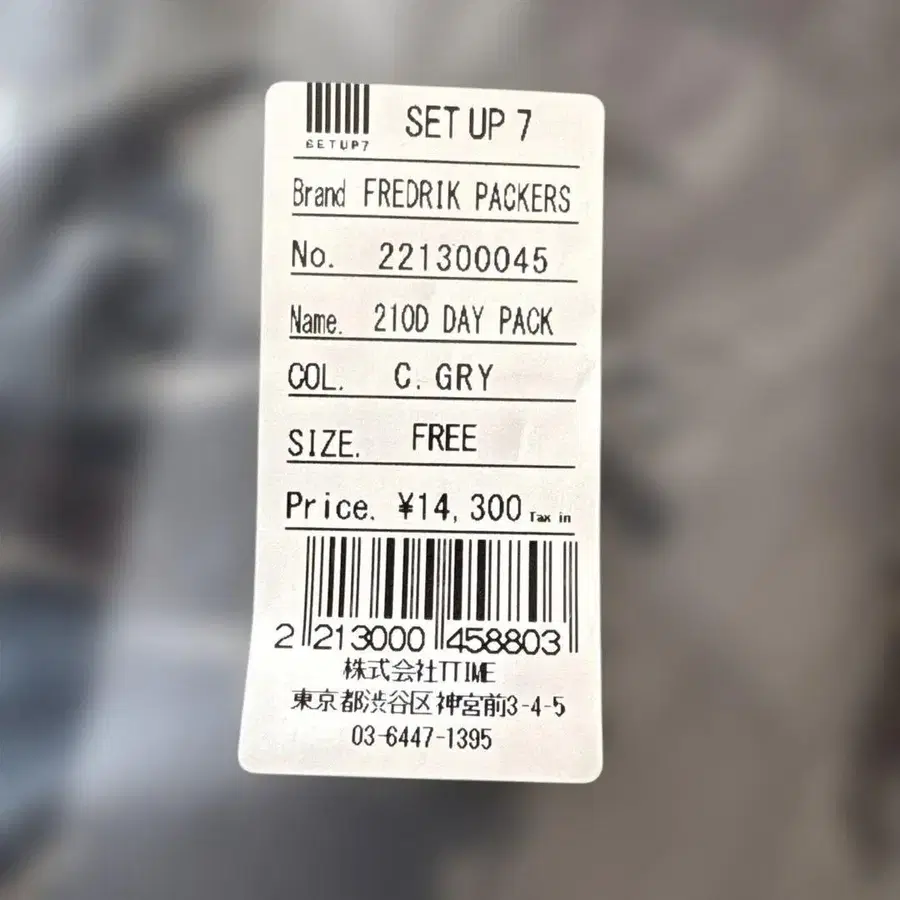 SETUP7
SET UP 7
Brand FREDRIK PACKERS
No. 221300045
Name. 210D DAY PACK
COL. C. GRY
SIZE. FREE
Price. ¥14,300 Tax in
2 213000 458803
株式会社TTIME
東京都渋谷区神宮前3-4-5
03-6447-1395